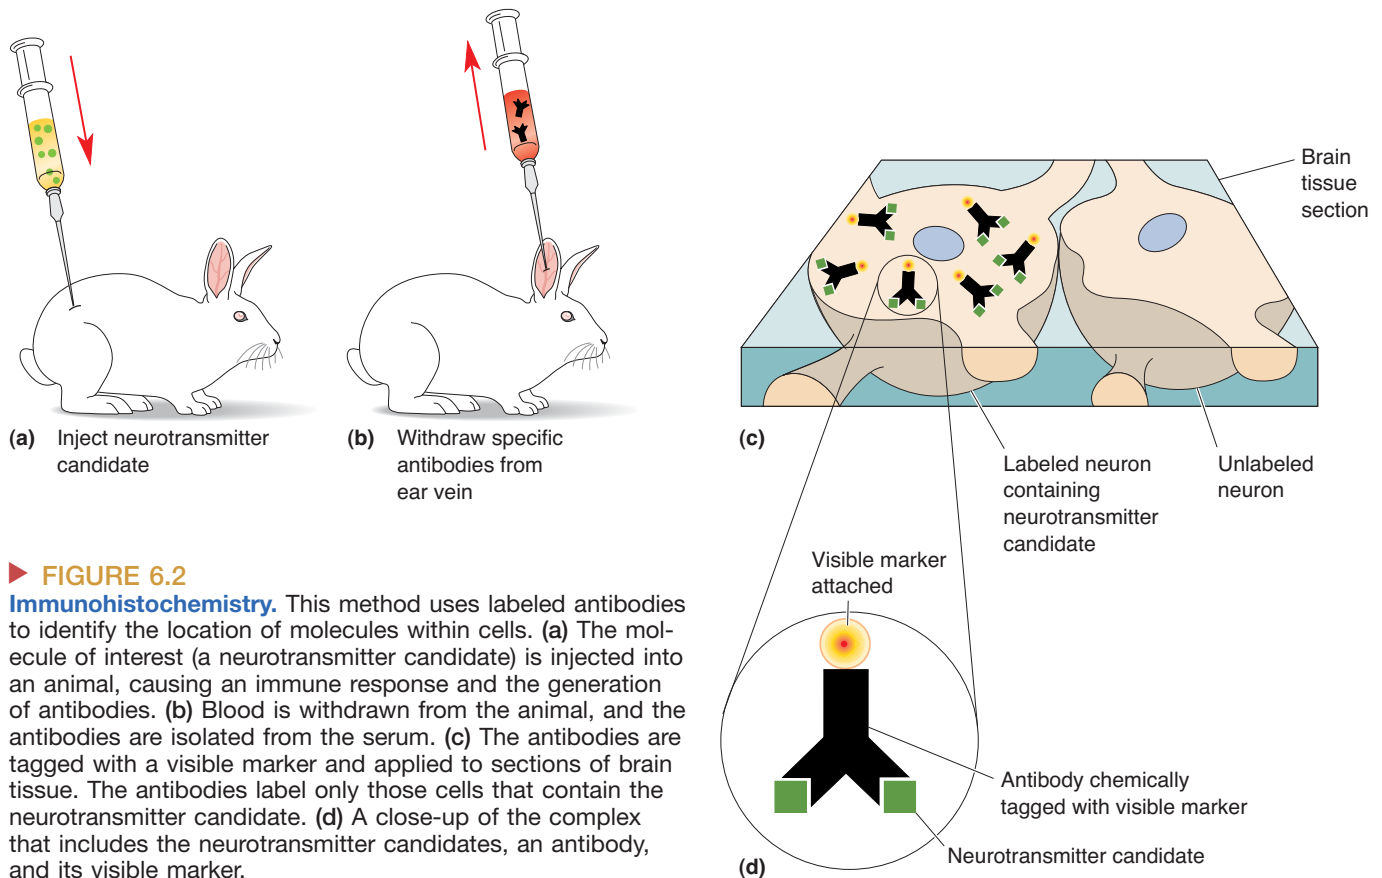 (a) Inject neurotransmitter
candidate
(b) Withdraw specific
antibodies from
ear vein
Brain
tissue
section
(c)
Labeled neuron
containing
neurotransmitter
candidate
Unlabeled
neuron
Visible marker
attached
Antibody chemically
tagged with visible marker
Neurotransmitter candidate
(d)
FIGURE 6.2
Immunohistochemistry. This method uses labeled antibodies
to identify the location of molecules within cells. (a) The mol-
ecule of interest (a neurotransmitter candidate) is injected into
an animal, causing an immune response and the generation
of antibodies. (b) Blood is withdrawn from the animal, and the
antibodies are isolated from the serum. (c) The antibodies are
tagged with a visible marker and applied to sections of brain
tissue. The antibodies label only those cells that contain the
neurotransmitter candidate. (d) A close-up of the complex
that includes the neurotransmitter candidates, an antibody,
and its visible marker.